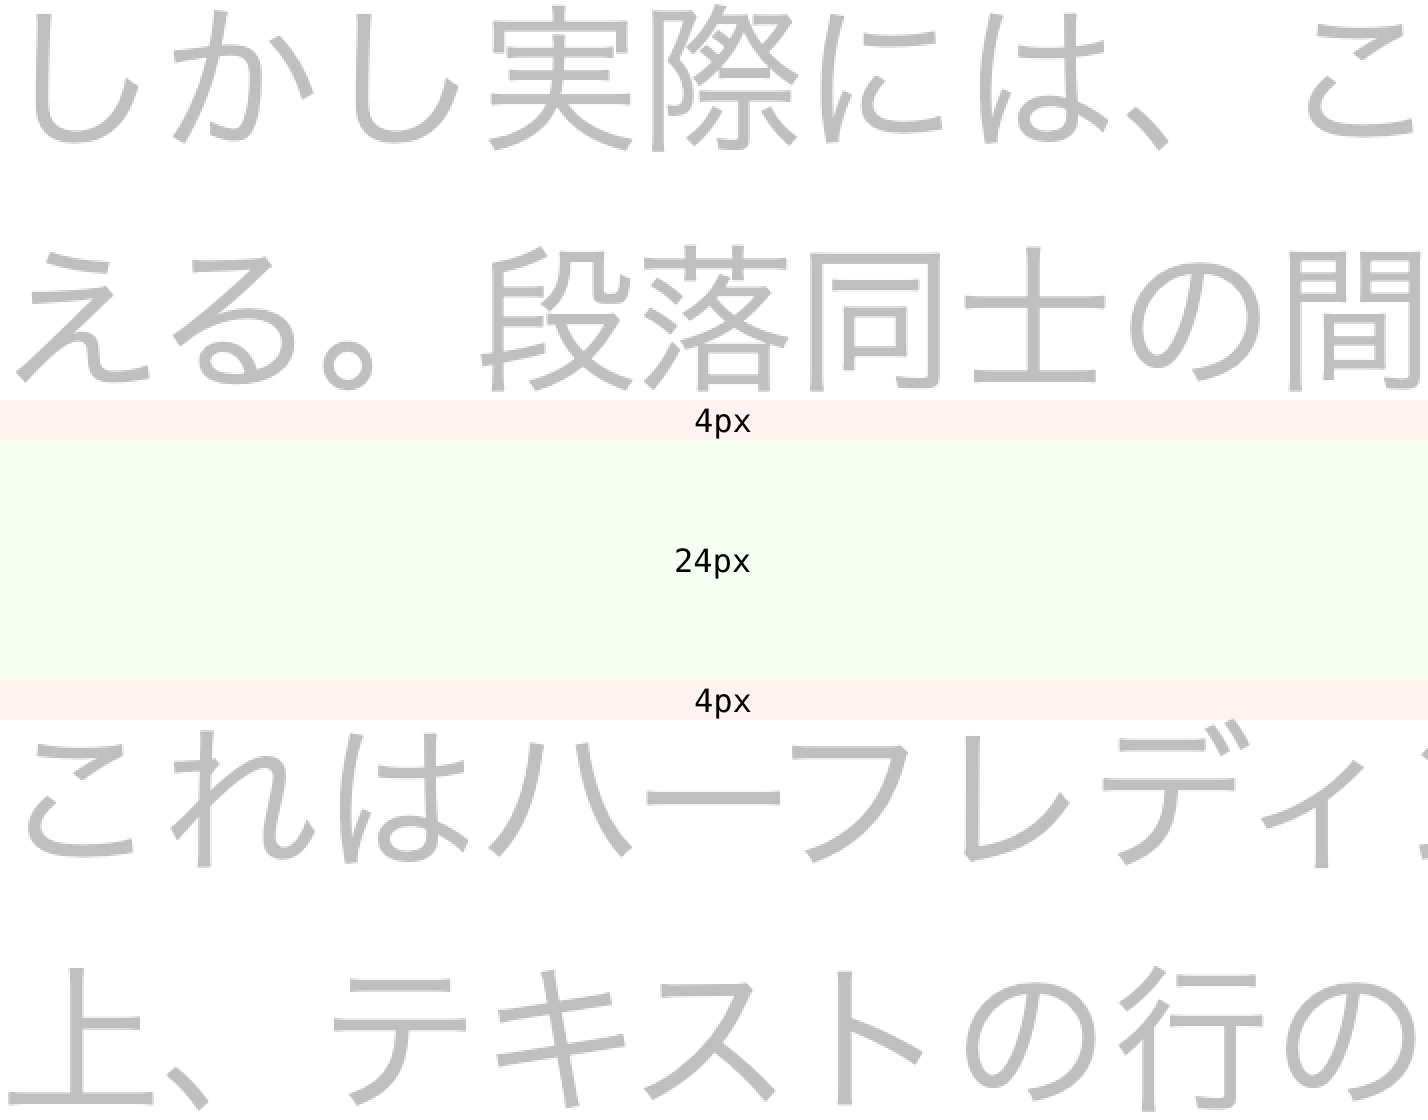 しかし実際には、こ
える。段落同士の間
4px
24px
4px
これはハーフレディ
上、テキストの行の